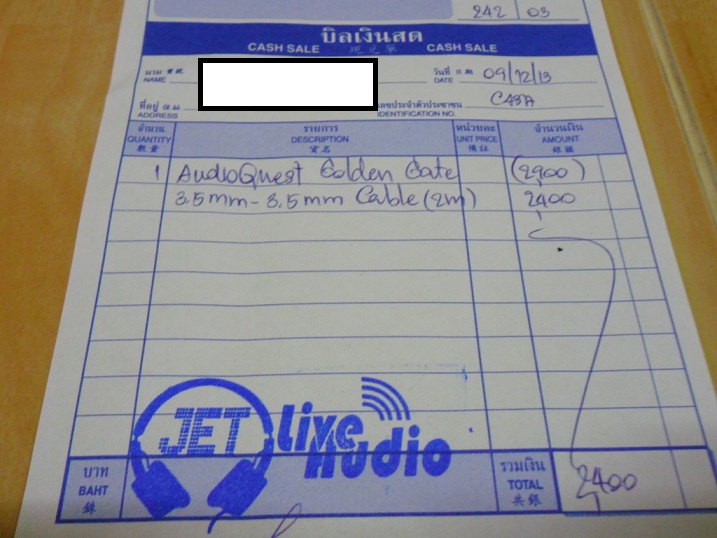 242 03
บิลเงินสด
CASH SALE 現兑單 CASH SALE
นาม 寶號
NAME
วันที่ 日期 09/12/13
DATE
ที่อยู่
ADDRESS
เลขประจำตัวประชาชน
IDENTIFICATION NO.
จำนวน รายการ หน่วยละ จำนวนเงิน
QUANTITY DESCRIPTION UNIT PRICE AMOUNT
數量 貨名 價註 銀碼
1 AudioQuest Golden Gate (2900)
3.5mm - 3.5mm Cable (2m) 2400
JET Live Audio
บาท รวมเงิน
BAHT TOTAL 2400
銖 共銀